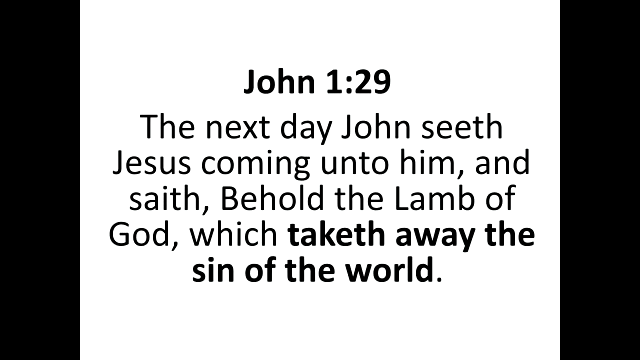 John 1:29
The next day John seeth
Jesus coming unto him, and
saith, Behold the Lamb of
God, which taketh away the
sin of the world.